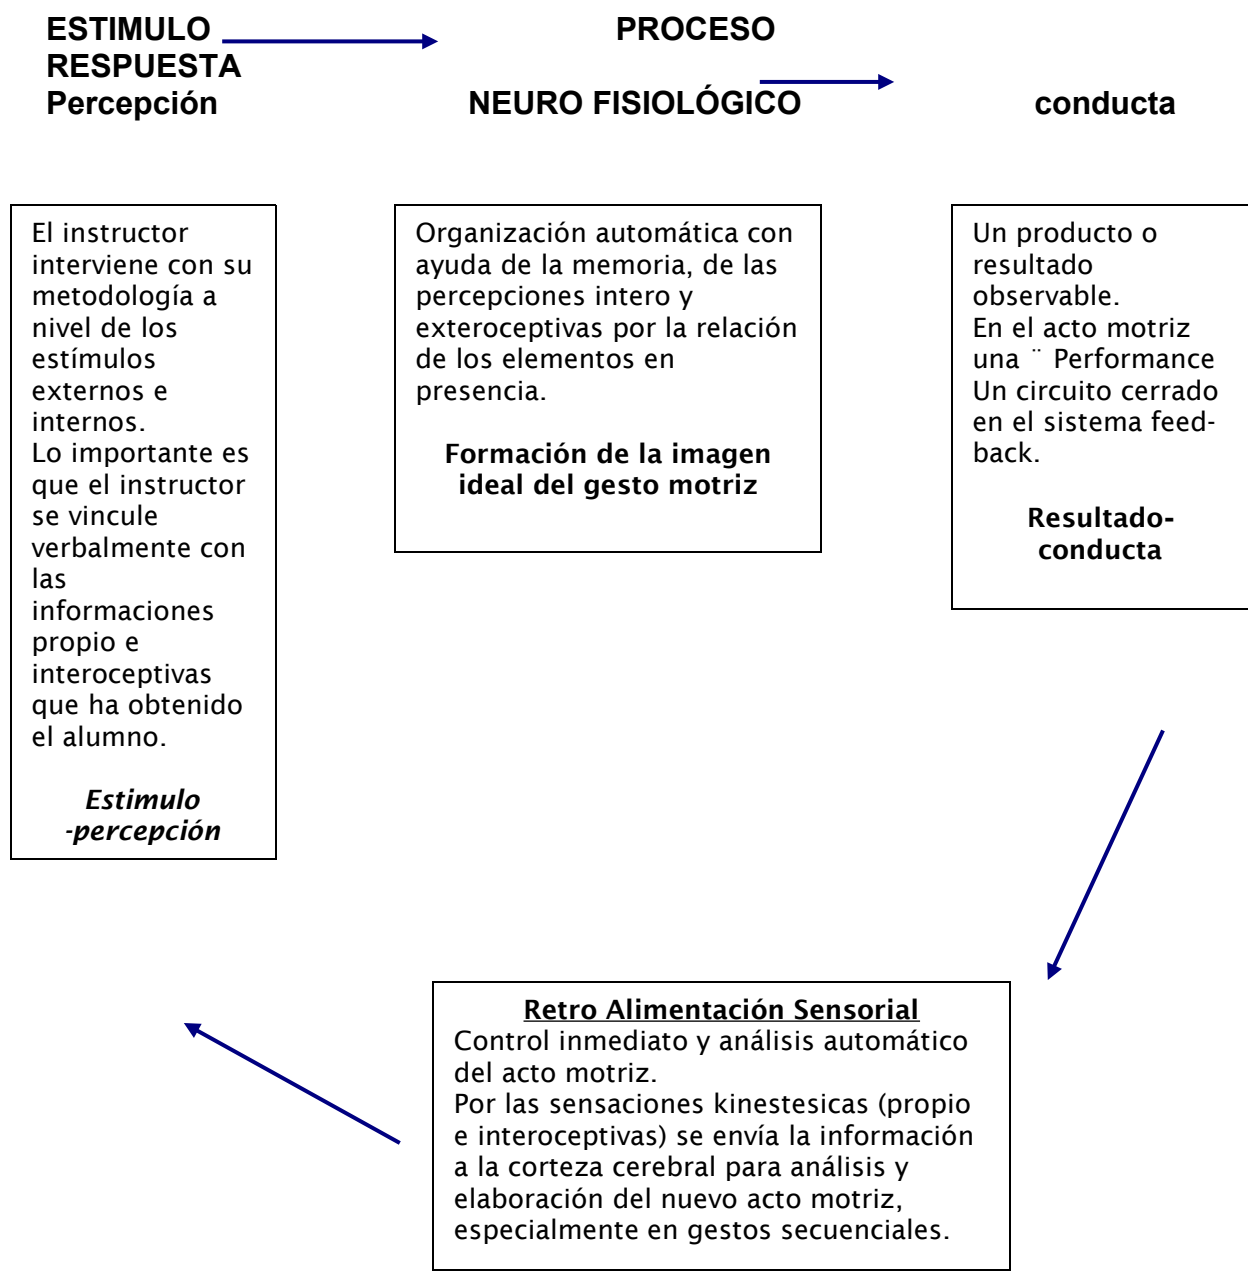 ESTIMULO PROCESO
RESPUESTA
Percepción NEURO FISIOLÓGICO conducta
El instructor
interviene con su
metodología a
nivel de los
estímulos
externos e
internos.
Lo importante es
que el instructor
se vincule
verbalmente con
las
informaciones
propio e
interoceptivas
que ha obtenido
el alumno.
Estimulo
-percepción
Organización automática con
ayuda de la memoria, de las
percepciones intero y
exteroceptivas por la relación
de los elementos en
presencia.
Formación de la imagen
ideal del gesto motriz
Un producto o
resultado
observable.
En el acto motriz
una ¨ Performance
Un circuito cerrado
en el sistema feed-
back.
Resultado-
conducta
Retro Alimentación Sensorial
Control inmediato y análisis automático
del acto motriz.
Por las sensaciones kinestesicas (propio
e interoceptivas) se envía la información
a la corteza cerebral para análisis y
elaboración del nuevo acto motriz,
especialmente en gestos secuenciales.